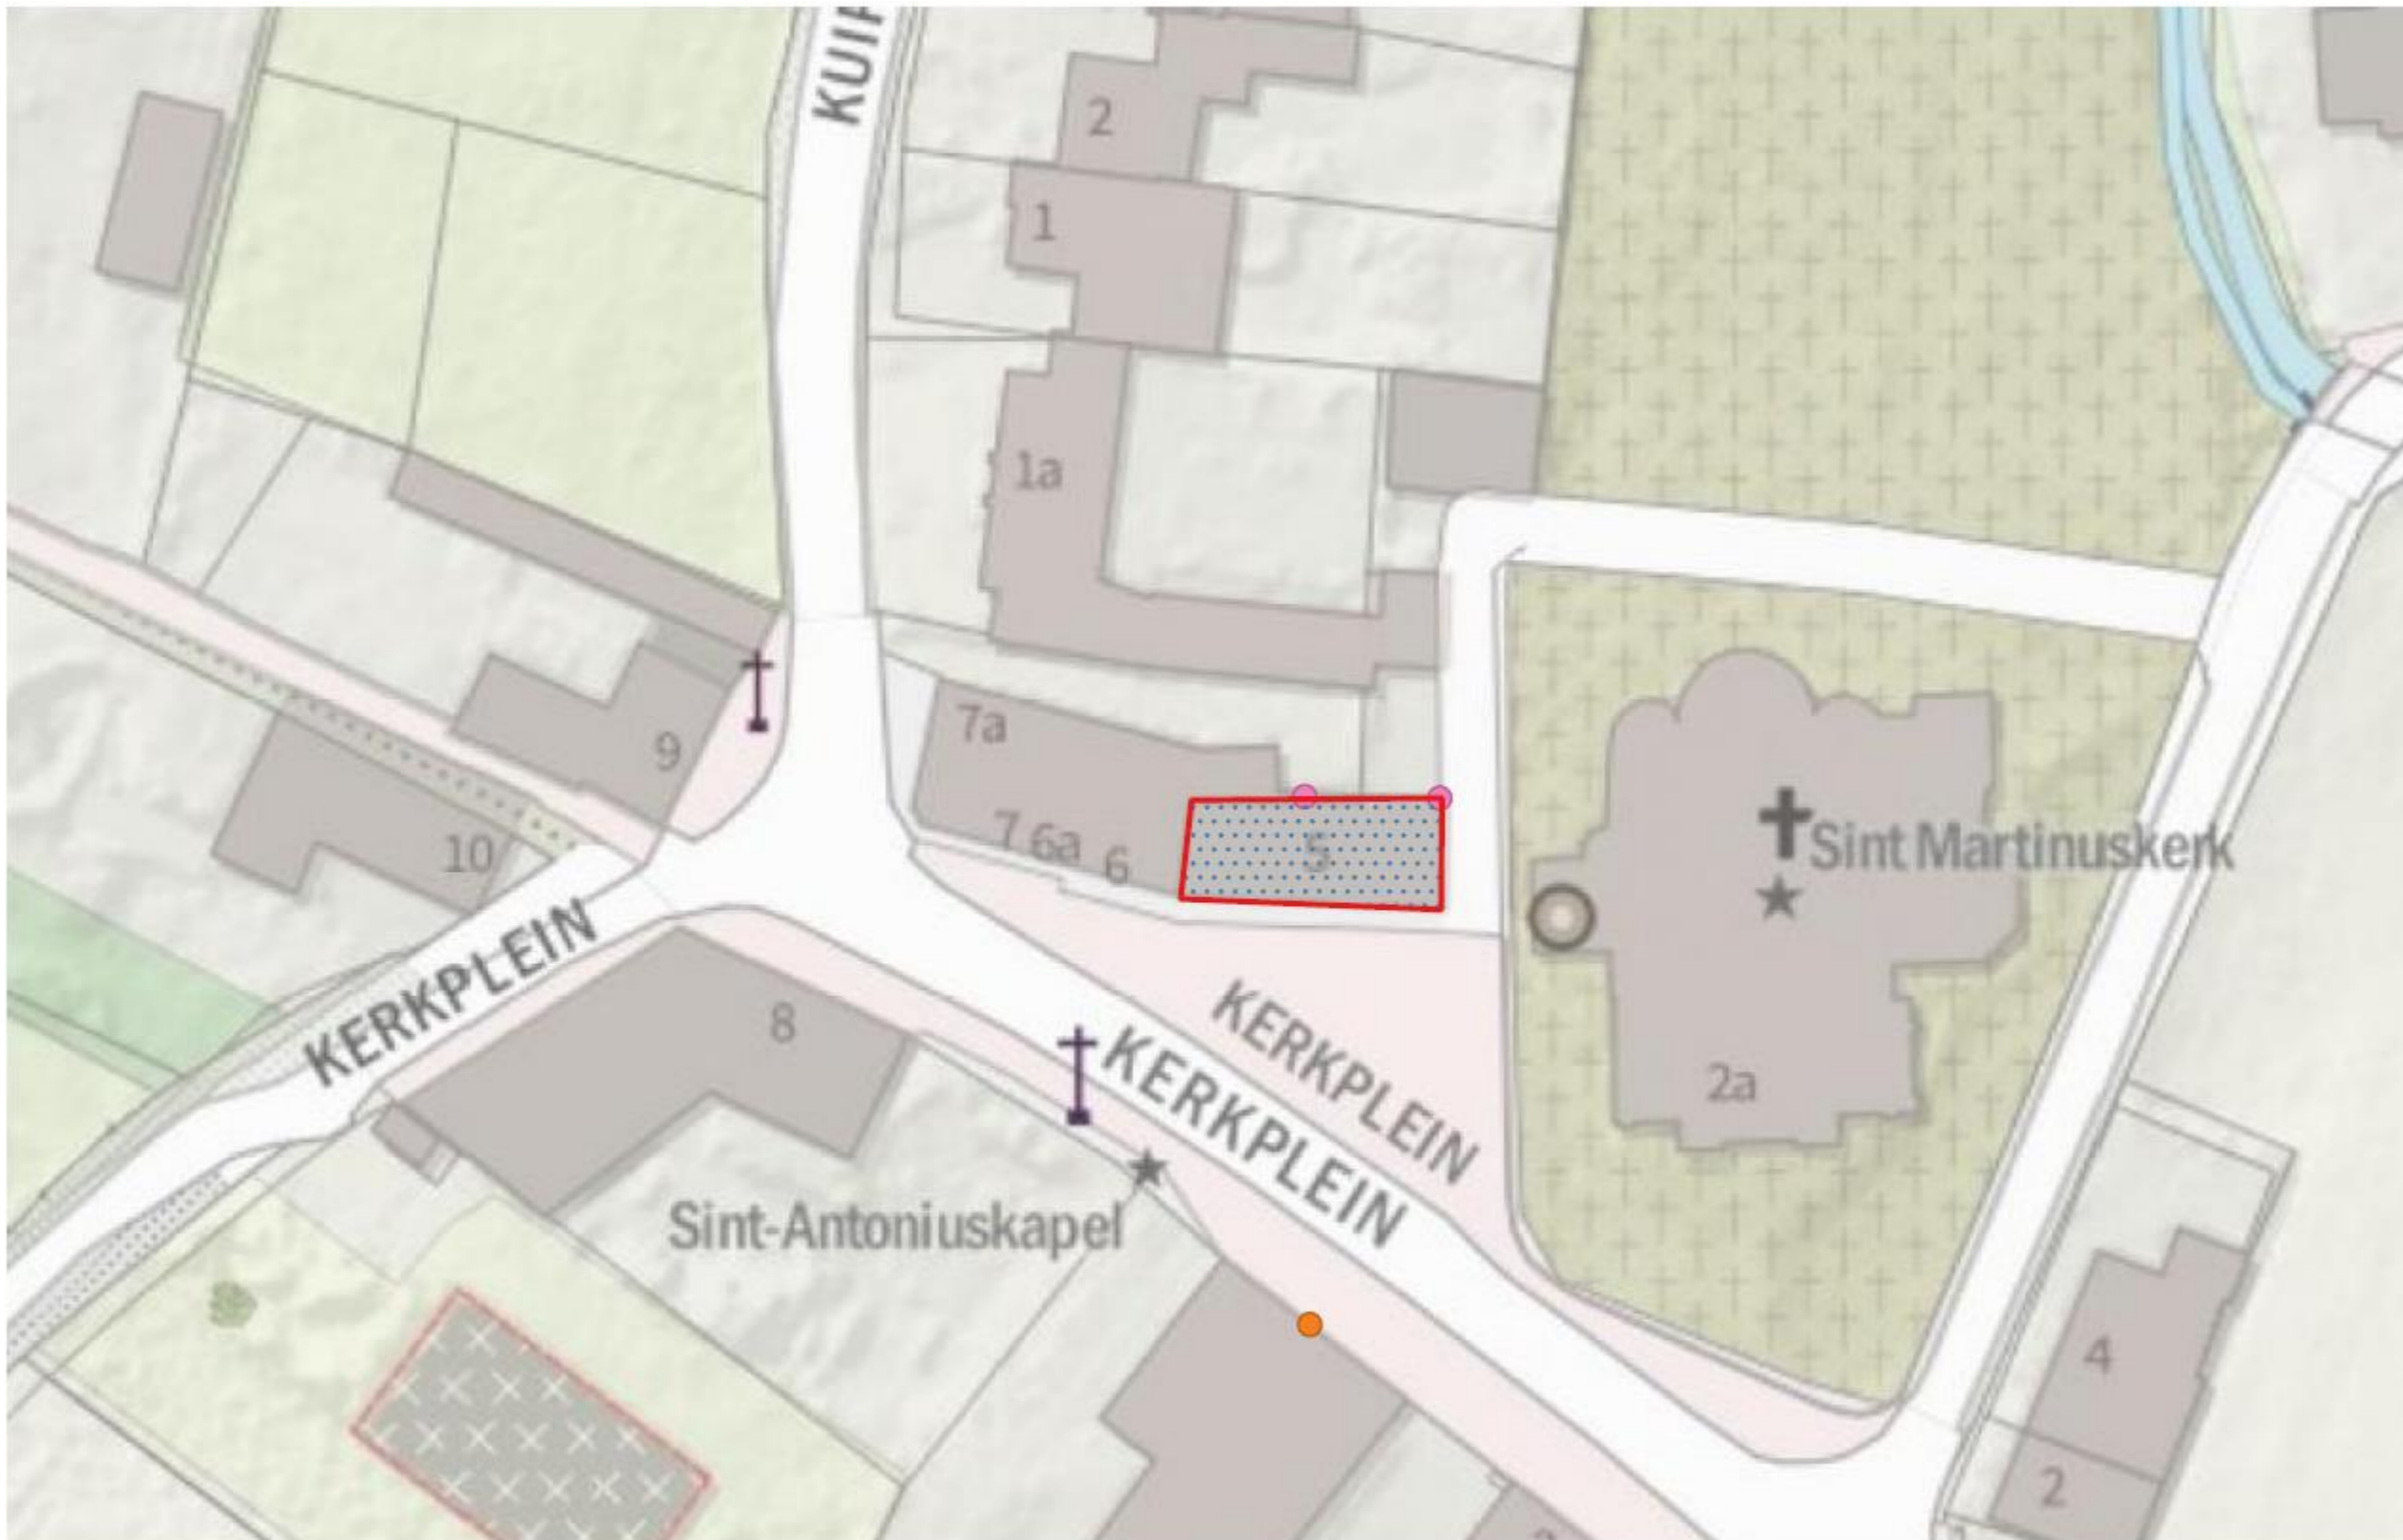 2
1
1a
7a
9
7 6a 6
5
10
Sint Martinuskerk
KERKPLEIN
8
KERKPLEIN
KERKPLEIN
2a
Sint-Antoniuskapel
4
2